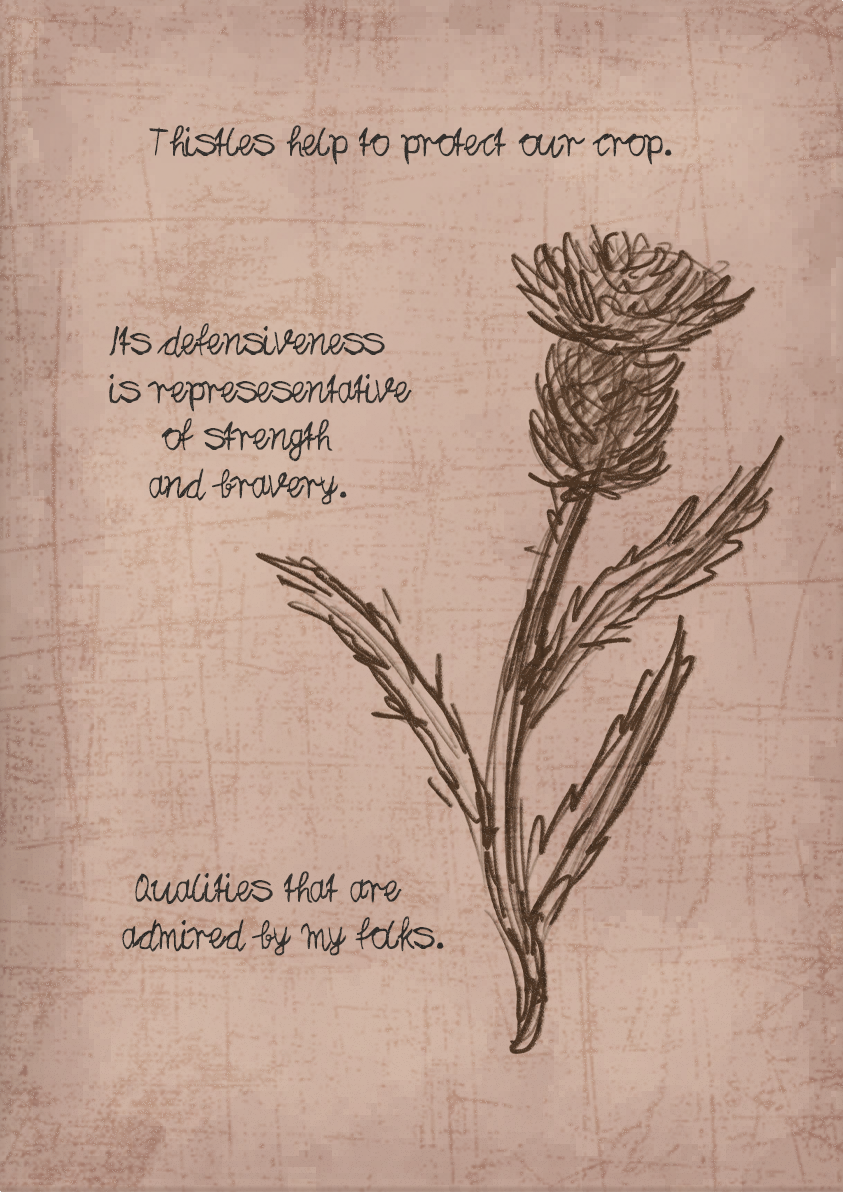 Thistles help to protect our crop.
Its defensiveness
is represesentative
of strength
and bravery.
Qualities that are
admired by my folks.